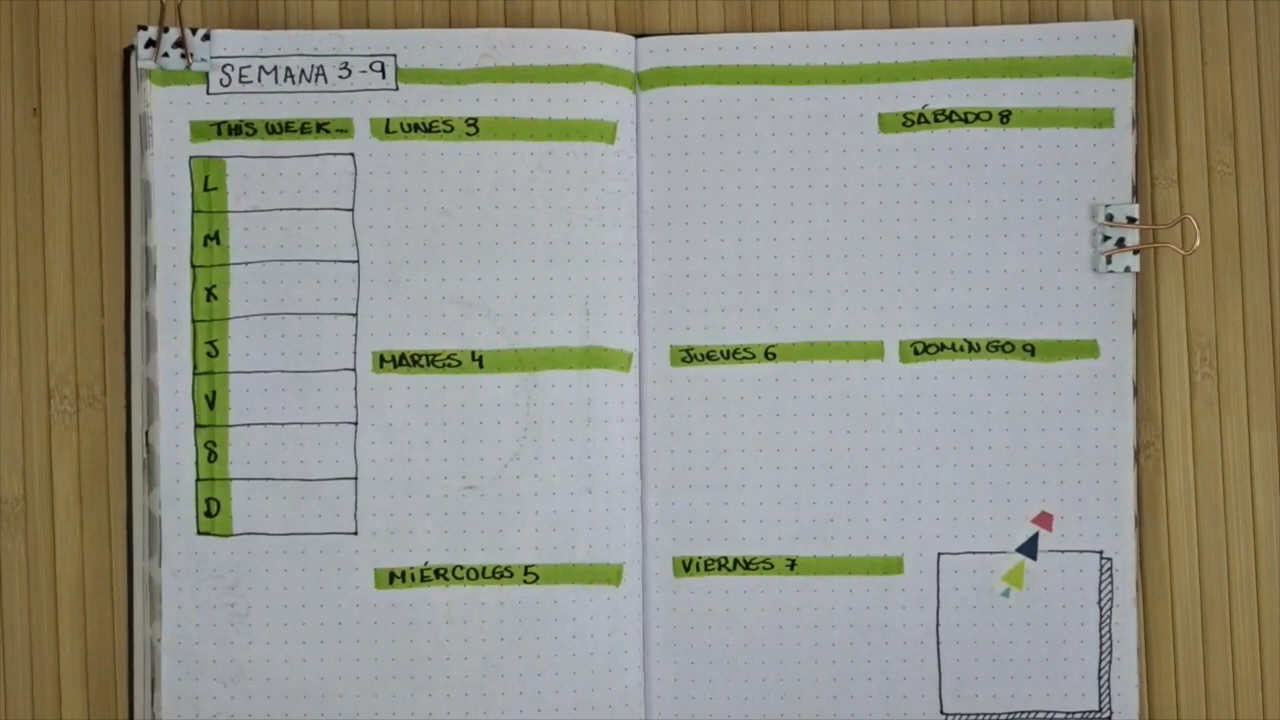 SEMANA 3-9
THIS WEEK...
L
M
X
J
V
S
D
LUNES 3
MARTES 4
MIÉRCOLES 5
JUEVES 6
VIERNES 7
SÁBADO 8
DOMINGO 9